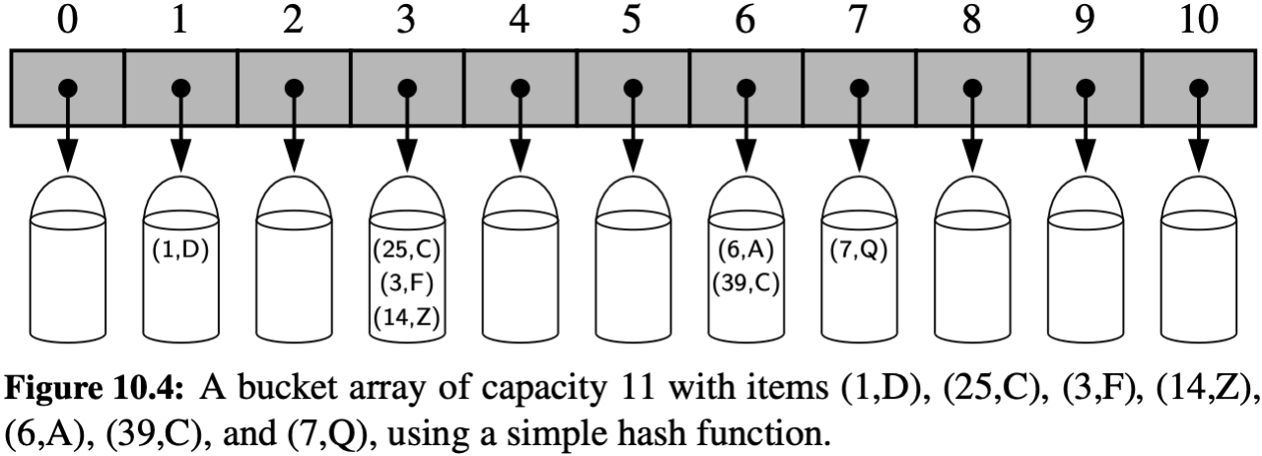 0 1 2 3 4 5 6 7 8 9 10
(1,D) (25,C) (6,A) (7,Q)
(3,F) (39,C)
(14,Z)
Figure 10.4: A bucket array of capacity 11 with items (1,D), (25,C), (3,F), (14,Z),
(6,A), (39,C), and (7,Q), using a simple hash function.